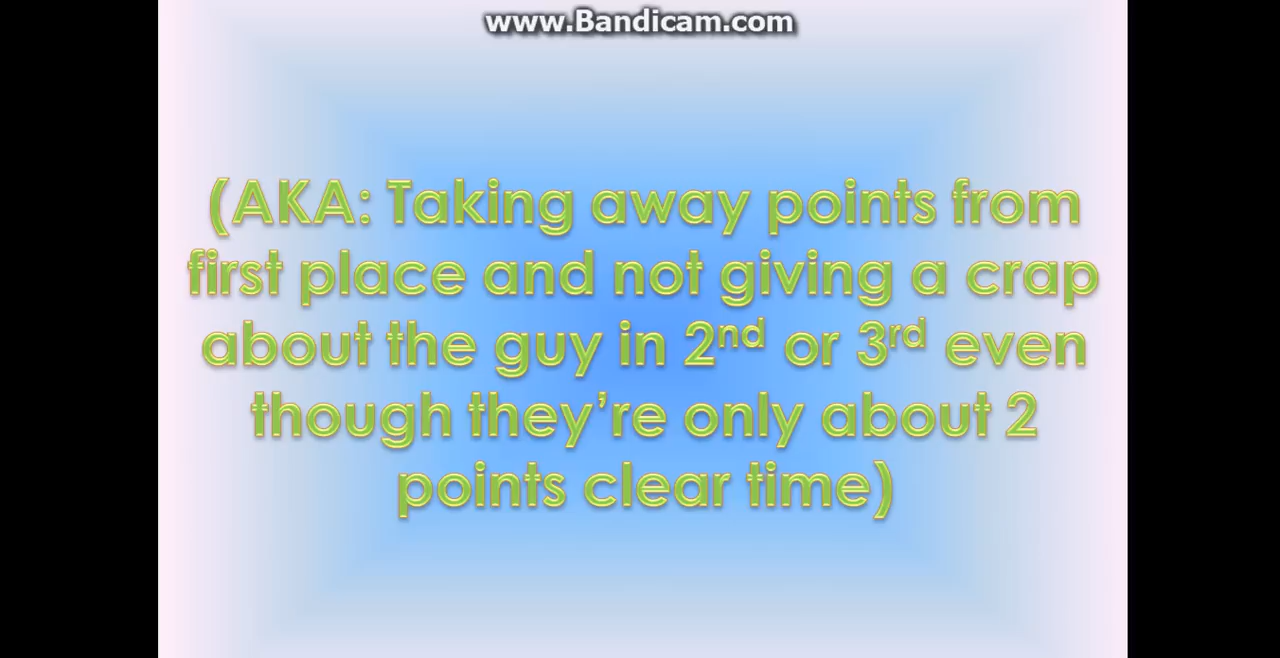 www.Bandicam.com
(AKA: Taking away points from
first place and not giving a crap
about the guy in 2nd or 3rd even
though they’re only about 2
points clear time)